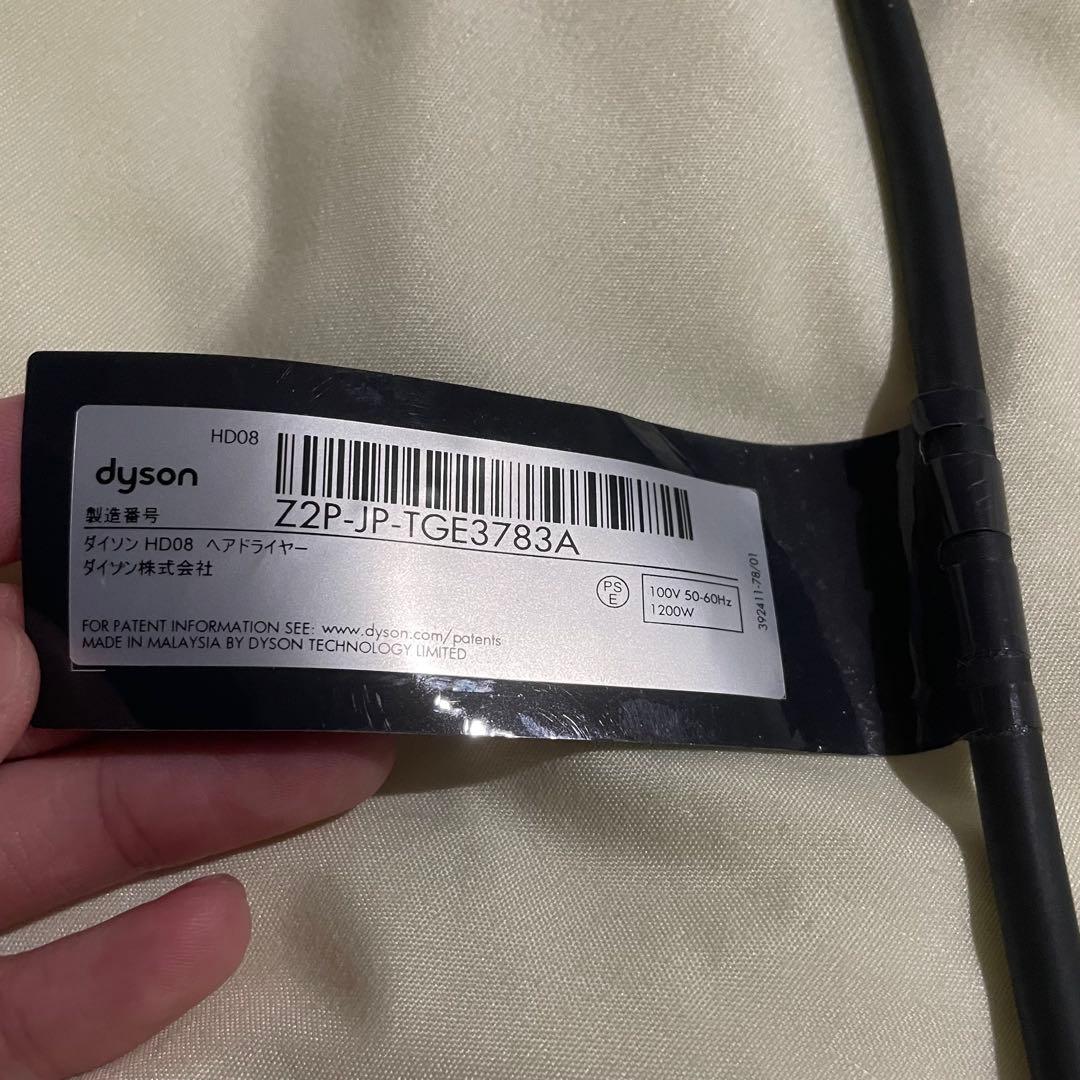 HD08
dyson
製造番号
Z2P-JP-TGE3783A
ダイソン HD08 ヘアドライヤー
ダイソン株式会社
PS
E
100V 50-60Hz
1200W
392411-78/01
FOR PATENT INFORMATION SEE: www.dyson.com/patents
MADE IN MALAYSIA BY DYSON TECHNOLOGY LIMITED